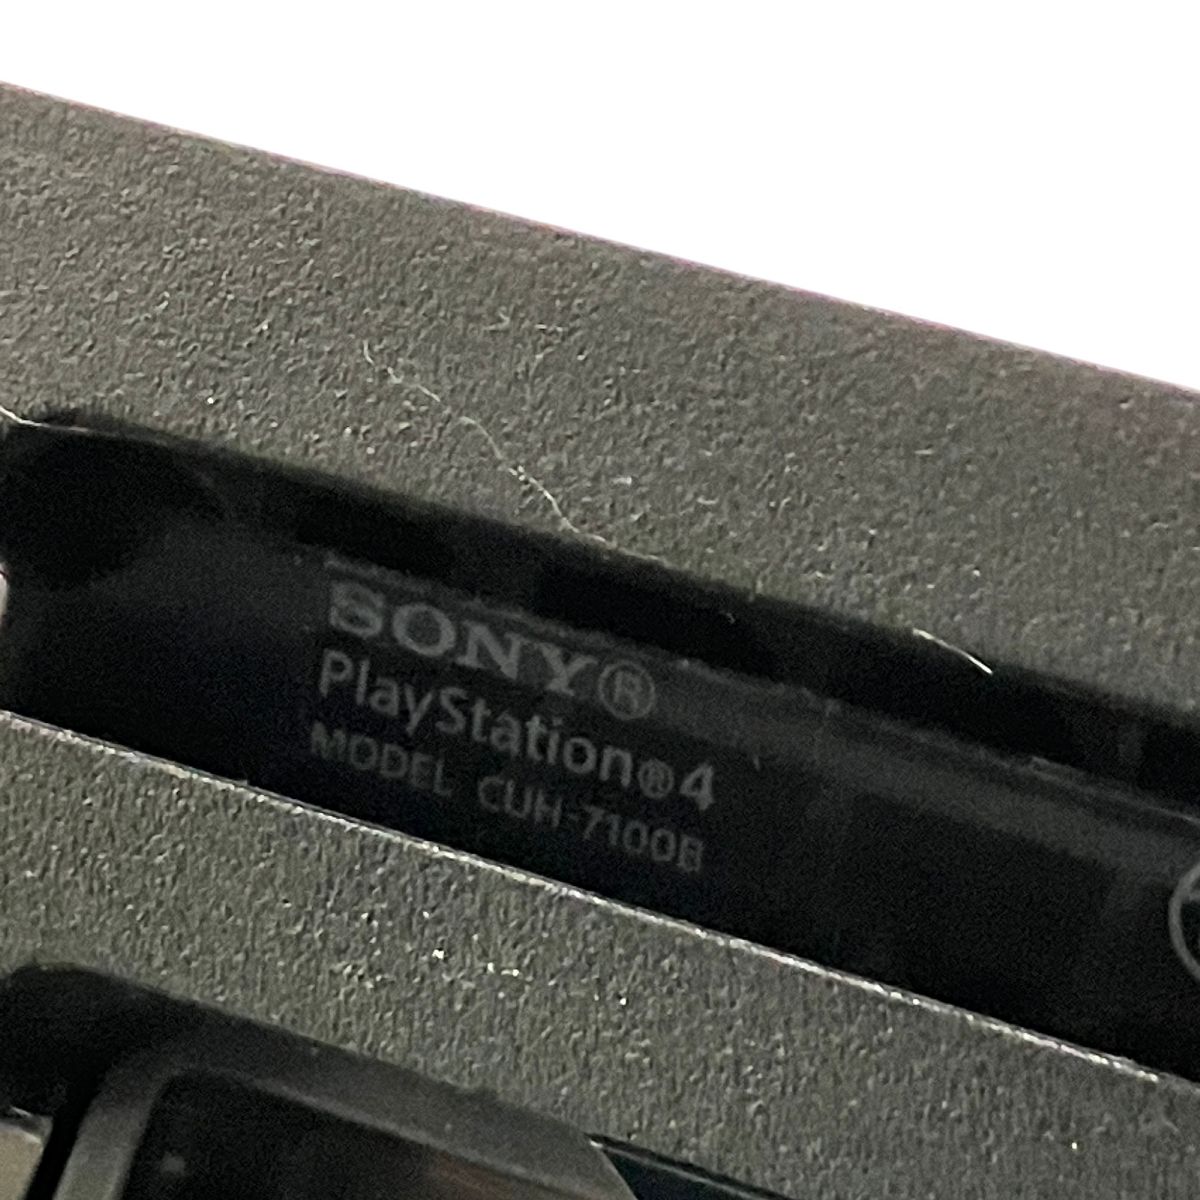 SONY®
PlayStation®4
MODEL CUH-7100B